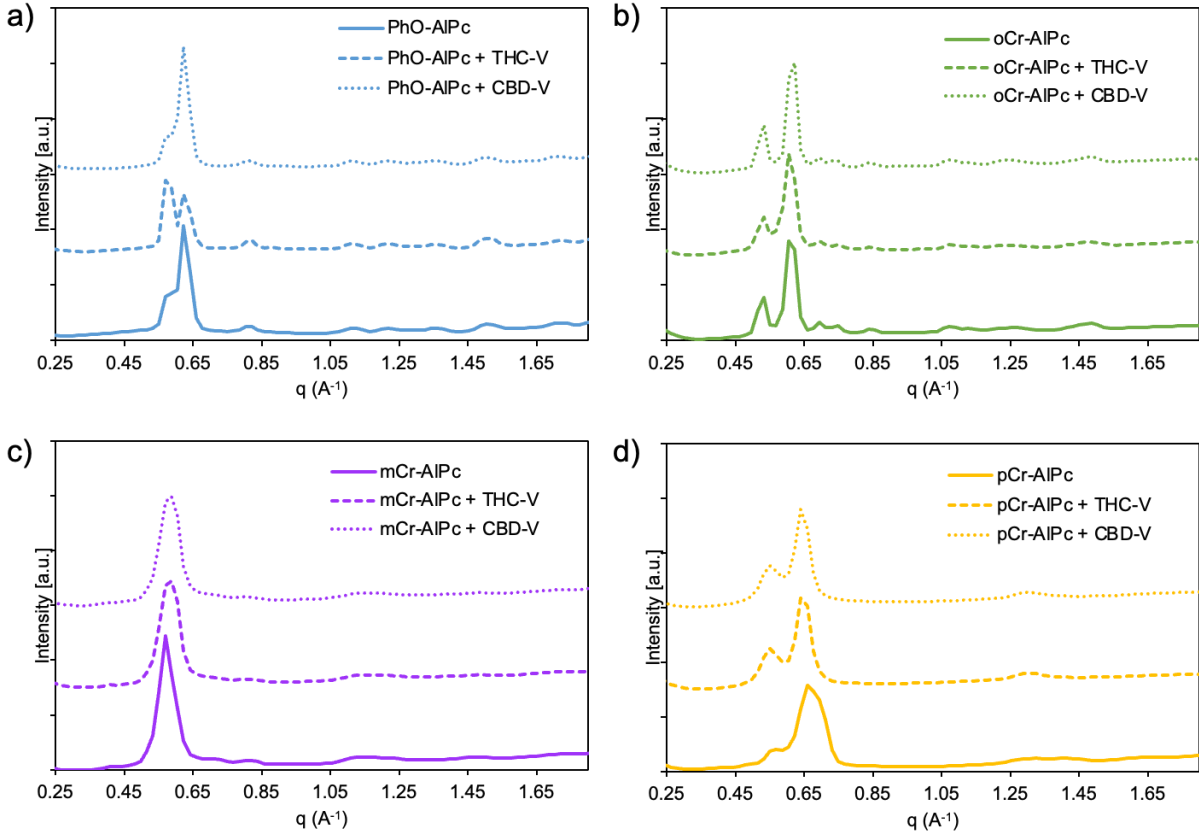 a)
PhO-AlPc
PhO-AlPc + THC-V
PhO-AlPc + CBD-V
Intensity [a.u.]
0.25 0.45 0.65 0.85 1.05 1.25 1.45 1.65
q (A⁻¹)
b)
oCr-AlPc
oCr-AlPc + THC-V
oCr-AlPc + CBD-V
Intensity [a.u.]
0.25 0.45 0.65 0.85 1.05 1.25 1.45 1.65
q (A⁻¹)
c)
mCr-AlPc
mCr-AlPc + THC-V
mCr-AlPc + CBD-V
Intensity [a.u.]
0.25 0.45 0.65 0.85 1.05 1.25 1.45 1.65
q (A⁻¹)
d)
pCr-AlPc
pCr-AlPc + THC-V
pCr-AlPc + CBD-V
Intensity [a.u.]
0.25 0.45 0.65 0.85 1.05 1.25 1.45 1.65
q (A⁻¹)